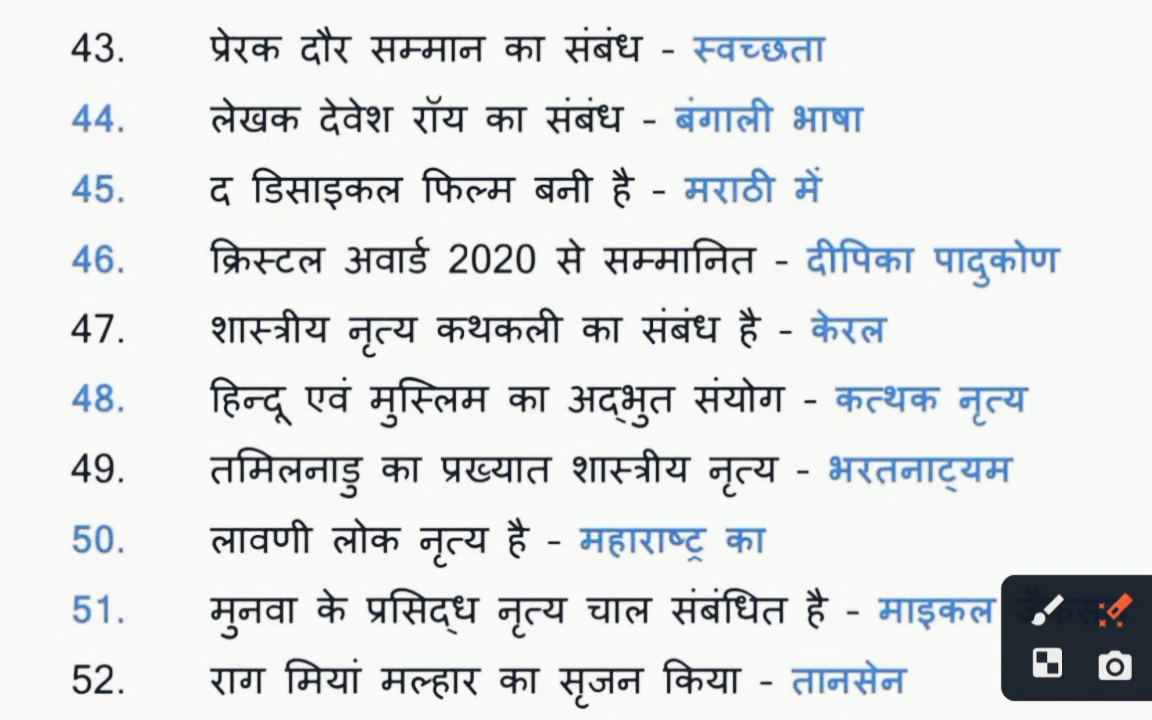 43. प्रेरक दौर सम्मान का संबंध - स्वच्छता
44. लेखक देवेश रॉय का संबंध - बंगाली भाषा
45. द डिसाइकल फिल्म बनी है - मराठी में
46. क्रिस्टल अवार्ड 2020 से सम्मानित - दीपिका पादुकोण
47. शास्त्रीय नृत्य कथकली का संबंध है - केरल
48. हिन्दू एवं मुस्लिम का अद्भुत संयोग - कत्थक नृत्य
49. तमिलनाडु का प्रख्यात शास्त्रीय नृत्य - भरतनाट्यम
50. लावणी लोक नृत्य है - महाराष्ट्र का
51. मुनवा के प्रसिद्ध नृत्य चाल संबंधित है - माइकल
52. राग मियां मल्हार का सृजन किया - तानसेन